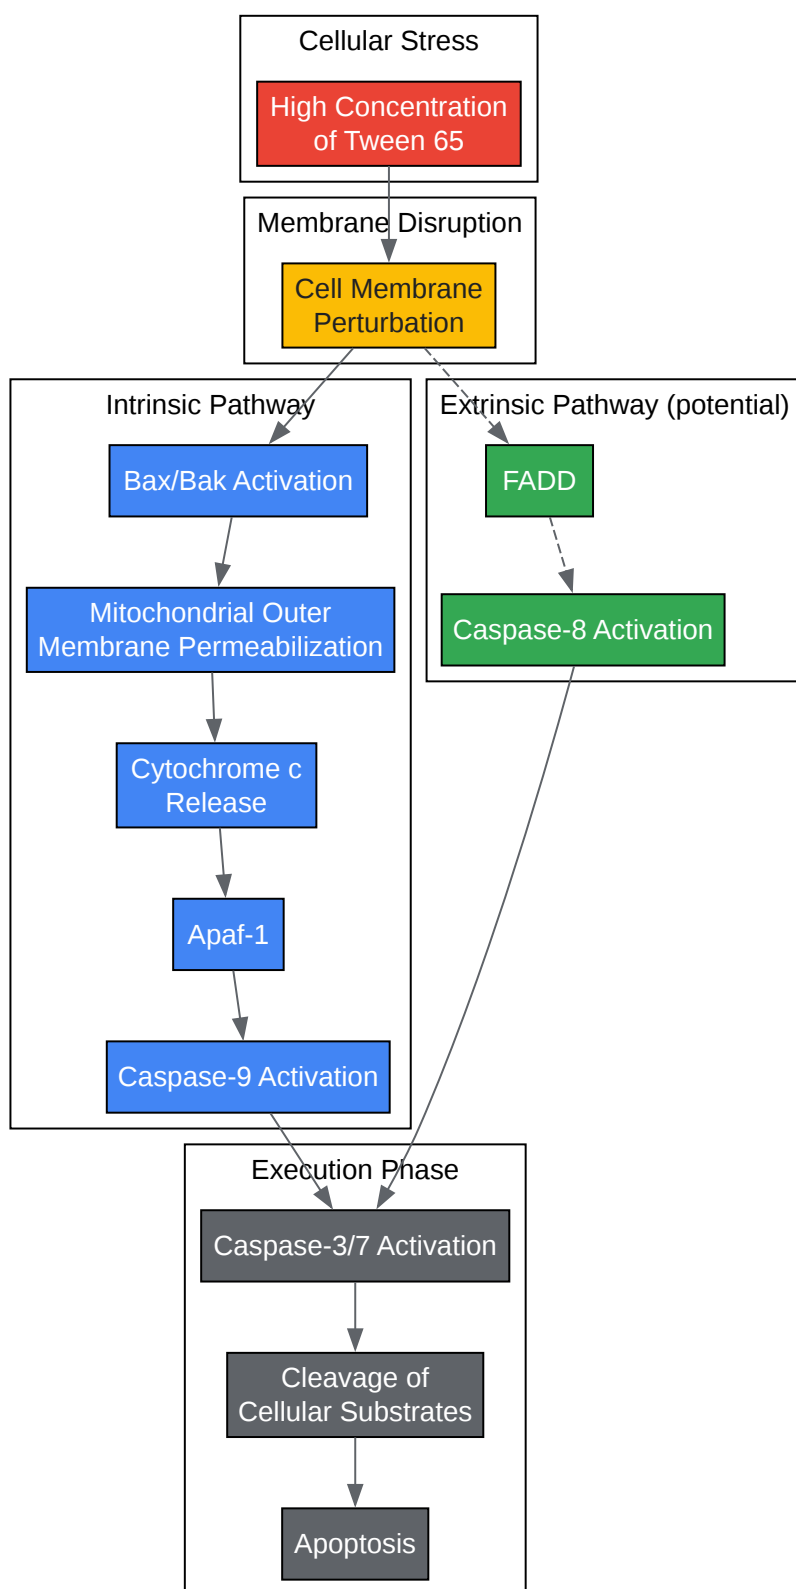 Cellular Stress
High Concentration
of Tween 65
Membrane Disruption
Cell Membrane
Perturbation
Intrinsic Pathway
Bax/Bak Activation
Mitochondrial Outer
Membrane Permeabilization
Cytochrome c
Release
Apaf-1
Caspase-9 Activation
Extrinsic Pathway (potential)
FADD
Caspase-8 Activation
Execution Phase
Caspase-3/7 Activation
Cleavage of
Cellular Substrates
Apoptosis